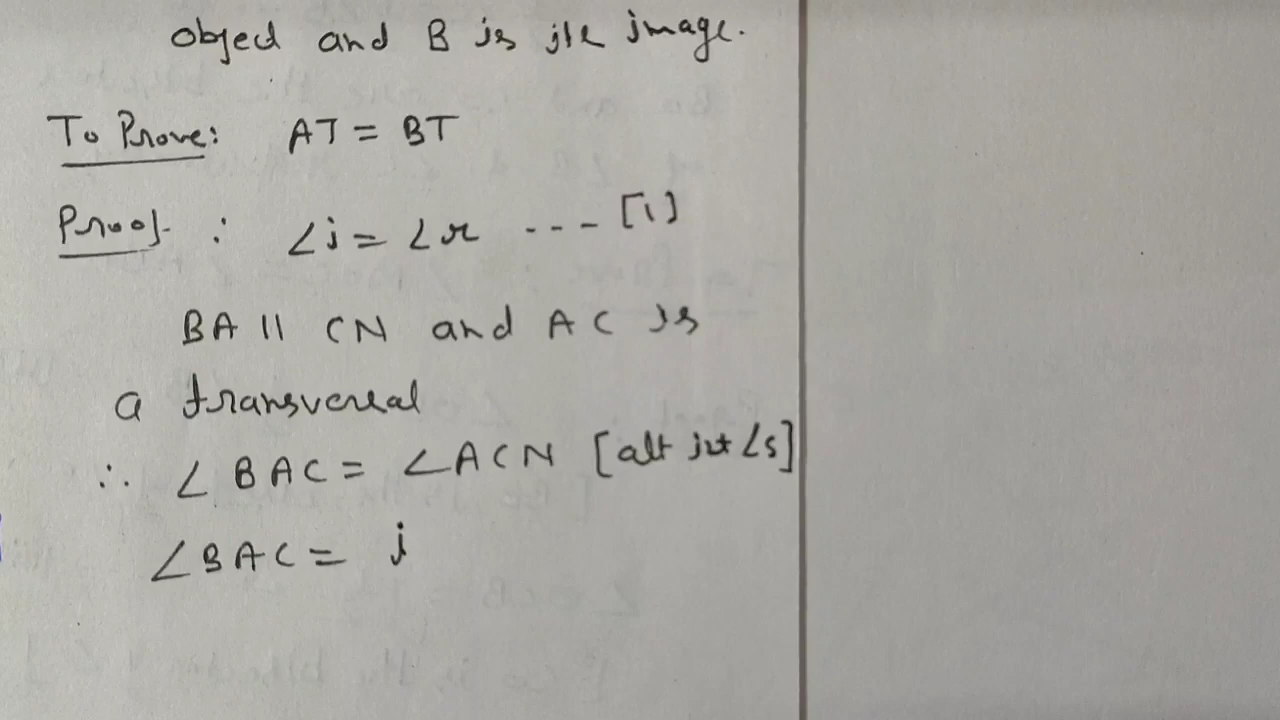 object and B is its image.
To Prove: AT = BT
Proof : ∠i = ∠r --- [1]
BA || CN and AC is
a transversal
∴ ∠BAC = ∠ACN [alt int ∠s]
∠BAC = i